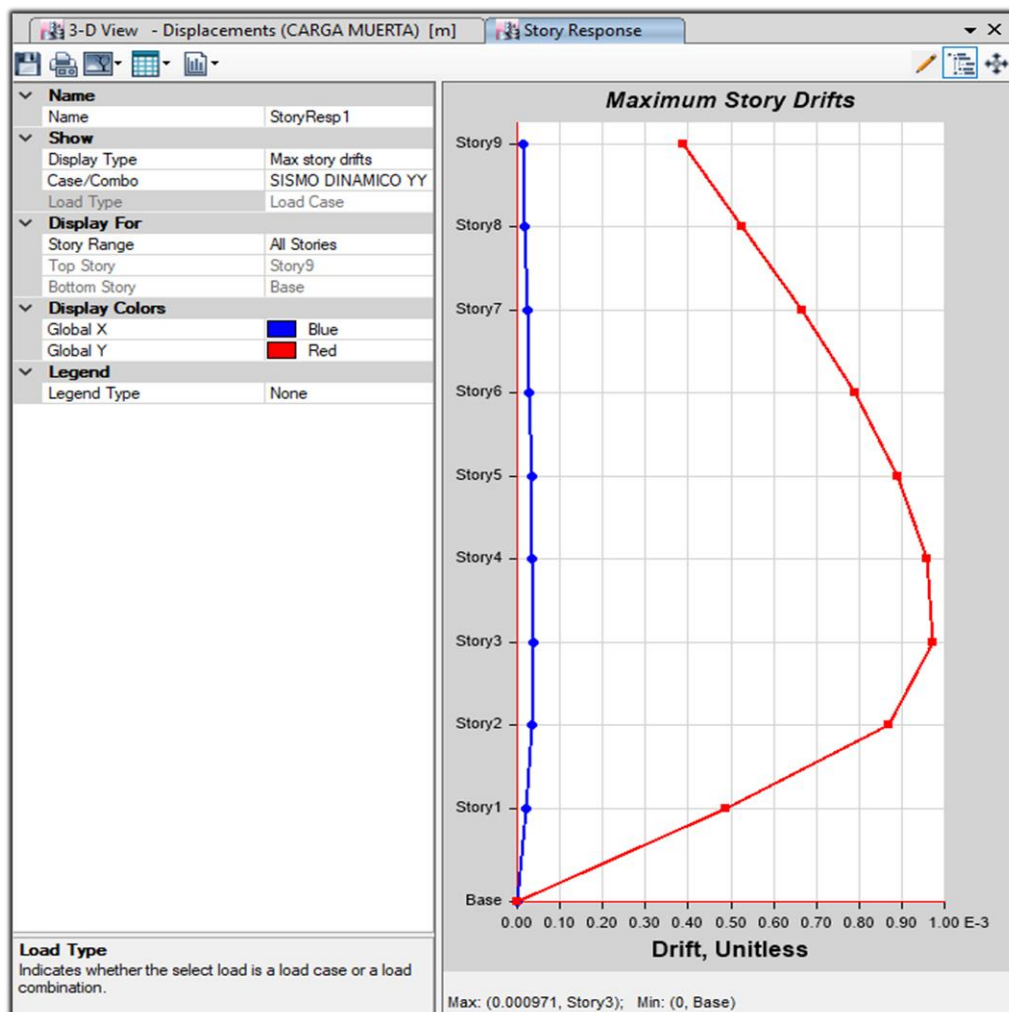 3-D View - Displacements (CARGA MUERTA) [m]
Story Response
Name
Name StoryResp1
Show
Display Type Max story drifts
Case/Combo SISMO DINAMICO YY
Load Type Load Case
Display For
Story Range All Stories
Top Story Story9
Bottom Story Base
Display Colors
Global X Blue
Global Y Red
Legend
Legend Type None
Load Type
Indicates whether the select load is a load case or a load
combination.
Maximum Story Drifts
Story9
Story8
Story7
Story6
Story5
Story4
Story3
Story2
Story1
Base
0.00 0.10 0.20 0.30 0.40 0.50 0.60 0.70 0.80 0.90 1.00 E-3
Drift, Unitless
Max: (0.000971, Story3); Min: (0, Base)